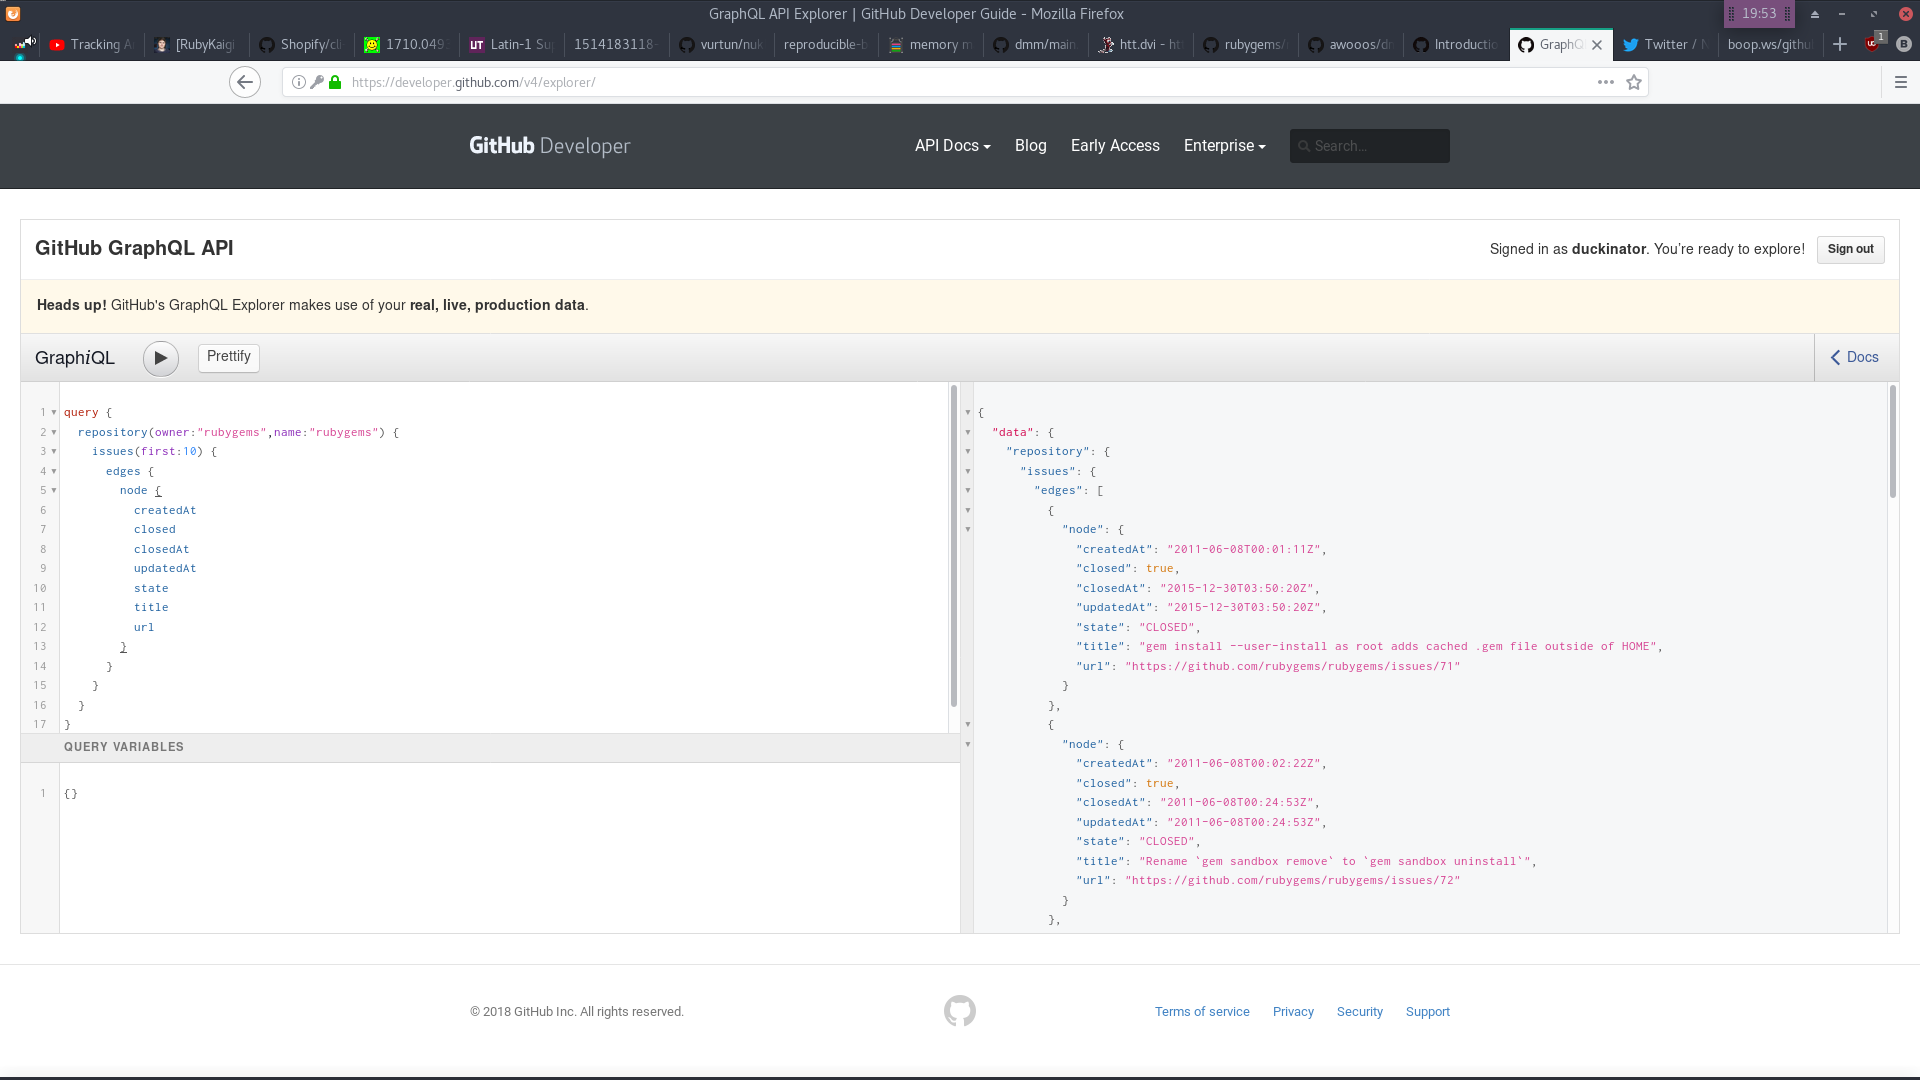 GraphQL API Explorer | GitHub Developer Guide - Mozilla Firefox
19:53
Tracking
[RubyKaigi
Shopify/cli
1710.049
Latin-1
1514183118-
vurtun/nuk
reproducible-b
memory m
dmm/main
htt.dvi - ht
rubygems/
awooos/dr
Introductio
GraphQ
Twitter / N
boop.ws/githu
1
https://developer.github.com/v4/explorer/
GitHub Developer
API Docs
Blog
Early Access
Enterprise
Search...
GitHub GraphQL API
Signed in as duckinator. You're ready to explore!
Sign out
Heads up! GitHub's GraphQL Explorer makes use of your real, live, production data.
GraphiQL
Prettify
Docs
1 query {
2 repository(owner:"rubygems",name:"rubygems") {
3 issues(first:10) {
4 edges {
5 node {
6 createdAt
7 closed
8 closedAt
9 updatedAt
10 state
11 title
12 url
13 }
14 }
15 }
16 }
17 }
QUERY VARIABLES
1 {}
{
"data": {
"repository": {
"issues": {
"edges": [
{
"node": {
"createdAt": "2011-06-08T00:01:11Z",
"closed": true,
"closedAt": "2015-12-30T03:50:20Z",
"updatedAt": "2015-12-30T03:50:20Z",
"state": "CLOSED",
"title": "gem install --user-install as root adds cached .gem file outside of HOME",
"url": "https://github.com/rubygems/rubygems/issues/71"
}
},
{
"node": {
"createdAt": "2011-06-08T00:02:22Z",
"closed": true,
"closedAt": "2011-06-08T00:24:53Z",
"updatedAt": "2011-06-08T00:24:53Z",
"state": "CLOSED",
"title": "Rename `gem sandbox remove` to `gem sandbox uninstall`",
"url": "https://github.com/rubygems/rubygems/issues/72"
}
},
© 2018 GitHub Inc. All rights reserved.
Terms of service
Privacy
Security
Support